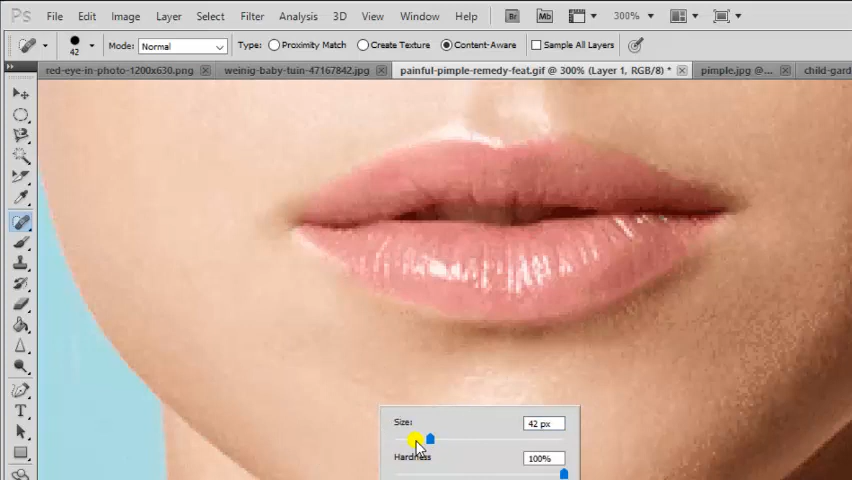 Ps File Edit Image Layer Select Filter Analysis 3D View Window Help Br Mb 300%
42 Mode: Normal Type: Proximity Match Create Texture Content-Aware Sample All Layers
red-eye-in-photo-1200x630.png weinig-baby-tuin-47167842.jpg painful-pimple-remedy-feat.gif @ 300% (Layer 1, RGB/8) * pimple.jpg @... child-gard
T
Size: 42 px
Hardness 100%